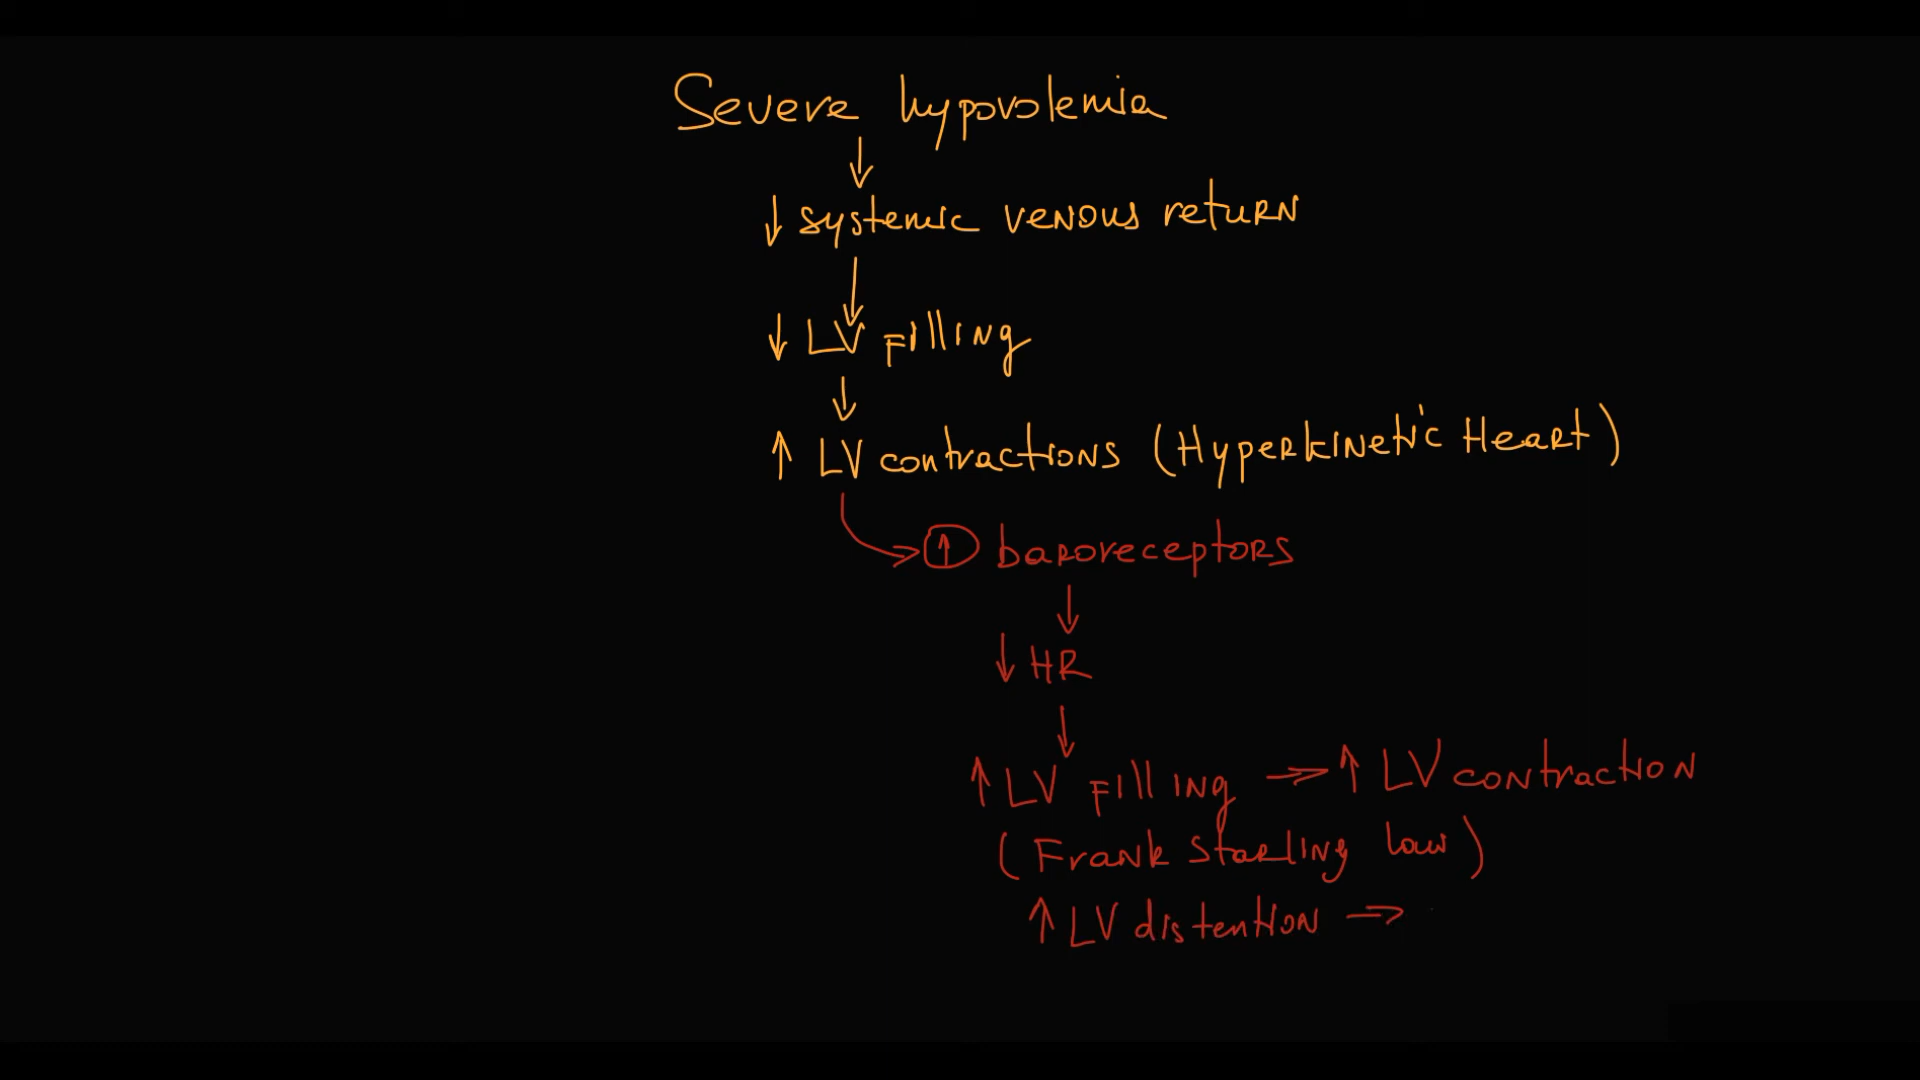 Severe hypovolemia
↓
↓ systemic venous return
↓
↓ LV filling
↓
↑ LV contractions (Hyperkinetic Heart)
→ ↑ baroreceptors
↓
↓ HR
↓
↑ LV filling → ↑ LV contraction
(Frank Starling law)
↑ LV distention →